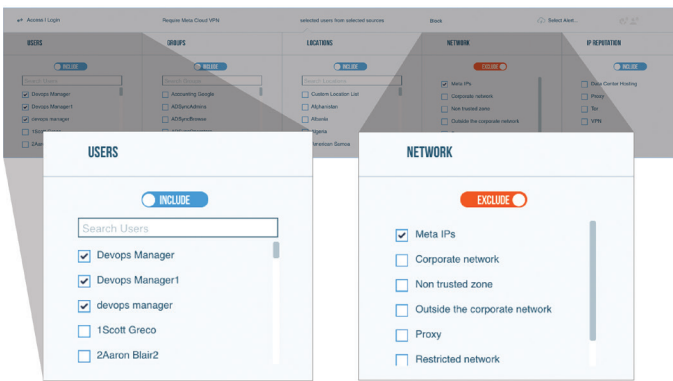 Access | Login
Require Meta Cloud VPN
selected users from selected sources
Block
Select Alert...
USERS
GROUPS
LOCATIONS
NETWORK
IP REPUTATION
INCLUDE
INCLUDE
INCLUDE
EXCLUDE
INCLUDE
Search Users
Search Groups
Search Locations
Data Center Hosting
Devops Manager
Accounting Google
Custom Location List
Meta IPs
Proxy
Devops Manager1
ADSyncAdmins
Afghanistan
Corporate network
Tor
devops manager
ADSyncBrowse
Albania
Non trusted zone
VPN
Algeria
Outside the corporate network
American Samoa
USERS
INCLUDE
Search Users
Devops Manager
Devops Manager1
devops manager
1Scott Greco
2Aaron Blair2
NETWORK
EXCLUDE
Meta IPs
Corporate network
Non trusted zone
Outside the corporate network
Proxy
Restricted network